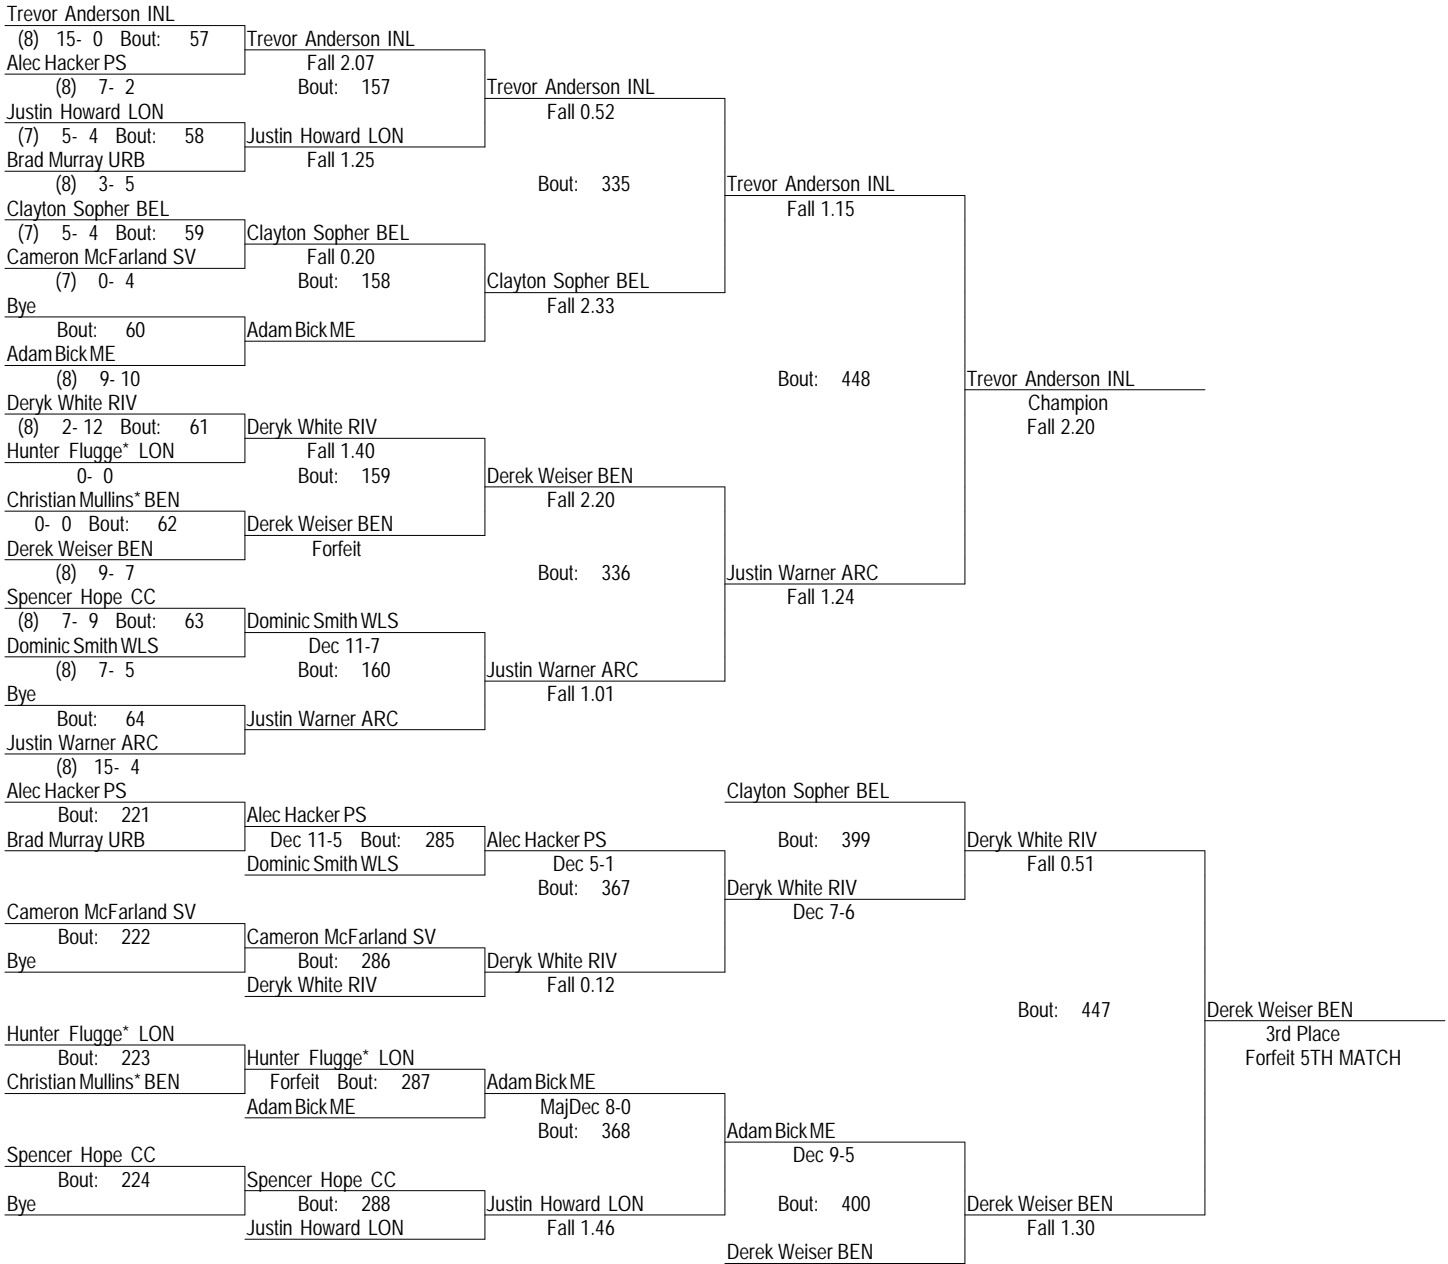 Trevor Anderson INL
(8) 15- 0 Bout: 57 Trevor Anderson INL
Alec Hacker PS Fall 2.07
(8) 7- 2 Bout: 157 Trevor Anderson INL
Justin Howard LON Fall 0.52
(7) 5- 4 Bout: 58 Justin Howard LON
Brad Murray URB Fall 1.25
(8) 3- 5 Bout: 335 Trevor Anderson INL
Clayton Sopher BEL Fall 1.15
(7) 5- 4 Bout: 59 Clayton Sopher BEL
Cameron McFarland SV Fall 0.20
(7) 0- 4 Bout: 158 Clayton Sopher BEL
Bye Fall 2.33
Bout: 60 Adam Bick ME
Adam Bick ME
(8) 9- 10 Bout: 448 Trevor Anderson INL
Deryk White RIV Champion
(8) 2- 12 Bout: 61 Deryk White RIV Fall 2.20
Hunter Flugge* LON Fall 1.40
0- 0 Bout: 159 Derek Weiser BEN
Christian Mullins* BEN Fall 2.20
0- 0 Bout: 62 Derek Weiser BEN
Derek Weiser BEN Forfeit
(8) 9- 7 Bout: 336 Justin Warner ARC
Spencer Hope CC Fall 1.24
(8) 7- 9 Bout: 63 Dominic Smith WLS
Dominic Smith WLS Dec 11-7
(8) 7- 5 Bout: 160 Justin Warner ARC
Bye Fall 1.01
Bout: 64 Justin Warner ARC
Justin Warner ARC
(8) 15- 4
Alec Hacker PS Clayton Sopher BEL
Bout: 221 Alec Hacker PS
Brad Murray URB Dec 11-5 Bout: 285 Alec Hacker PS Bout: 399 Deryk White RIV
Dominic Smith WLS Dec 5-1 Fall 0.51
Bout: 367 Deryk White RIV
Cameron McFarland SV Dec 7-6
Bout: 222 Cameron McFarland SV
Bye Bout: 286 Deryk White RIV
Deryk White RIV Fall 0.12
Bout: 447 Derek Weiser BEN
Hunter Flugge* LON 3rd Place
Bout: 223 Hunter Flugge* LON Forfeit 5TH MATCH
Christian Mullins* BEN Forfeit Bout: 287 Adam Bick ME
Adam Bick ME MajDec 8-0
Bout: 368 Adam Bick ME
Spencer Hope CC Dec 9-5
Bout: 224 Spencer Hope CC
Bye Bout: 288 Justin Howard LON Bout: 400 Derek Weiser BEN
Justin Howard LON Fall 1.46 Fall 1.30
Derek Weiser BEN